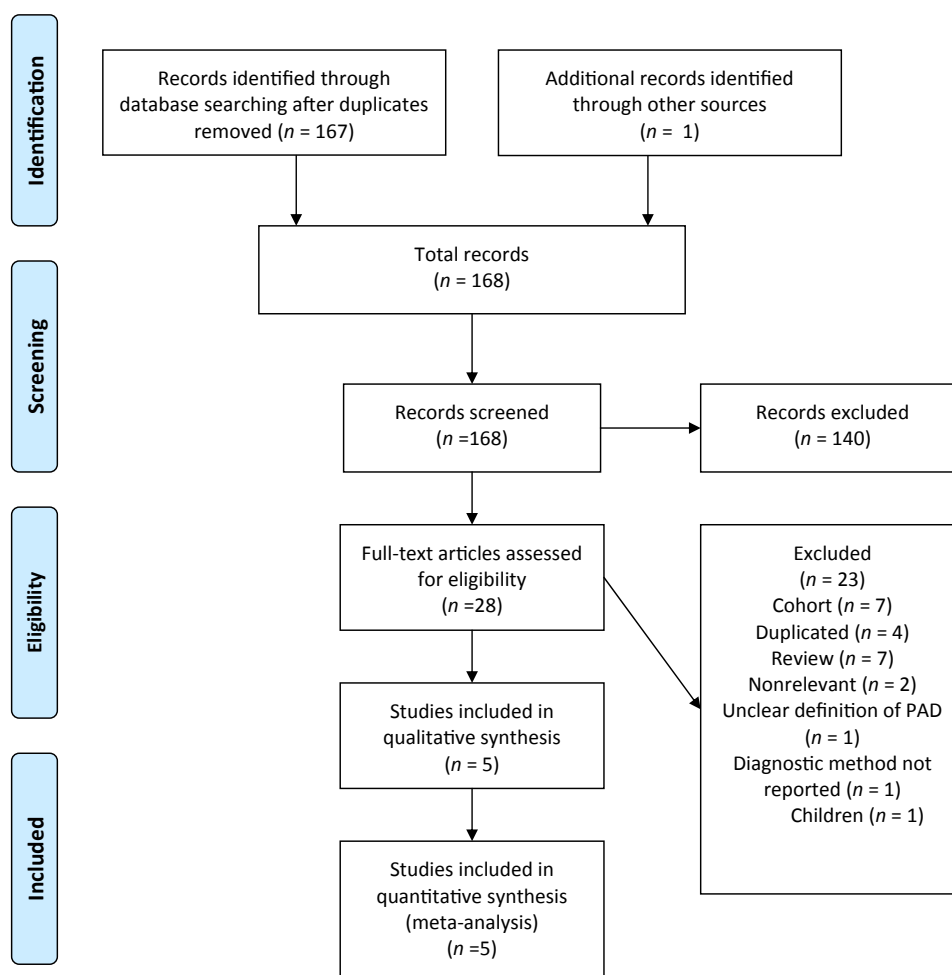 Identification
Records identified through
database searching after duplicates
removed (n = 167)
Additional records identified
through other sources
(n = 1)
Total records
(n = 168)
Screening
Records screened
(n =168)
Records excluded
(n = 140)
Eligibility
Full-text articles assessed
for eligibility
(n =28)
Excluded
(n = 23)
Cohort (n = 7)
Duplicated (n = 4)
Review (n = 7)
Nonrelevant (n = 2)
Unclear definition of PAD
(n = 1)
Diagnostic method not
reported (n = 1)
Children (n = 1)
Studies included in
qualitative synthesis
(n = 5)
Included
Studies included in
quantitative synthesis
(meta-analysis)
(n =5)